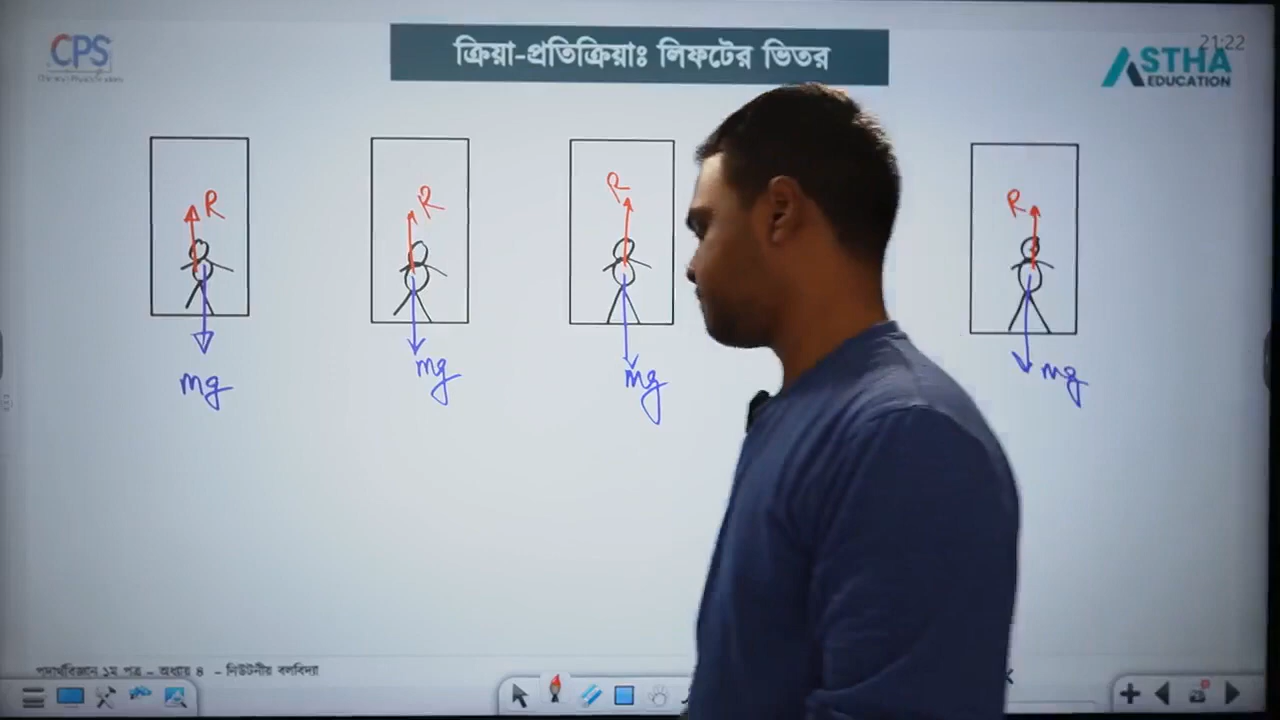 CPS
ক্রিয়া-প্রতিক্রিয়াঃ লিফটের ভিতর
21:22
ASTHA
EDUCATION
R
R
R
R
mg
mg
mg
mg
পদার্থবিজ্ঞান ১ম পত্র – অধ্যায় ৪ – নিউটনীয় বলবিদ্যা